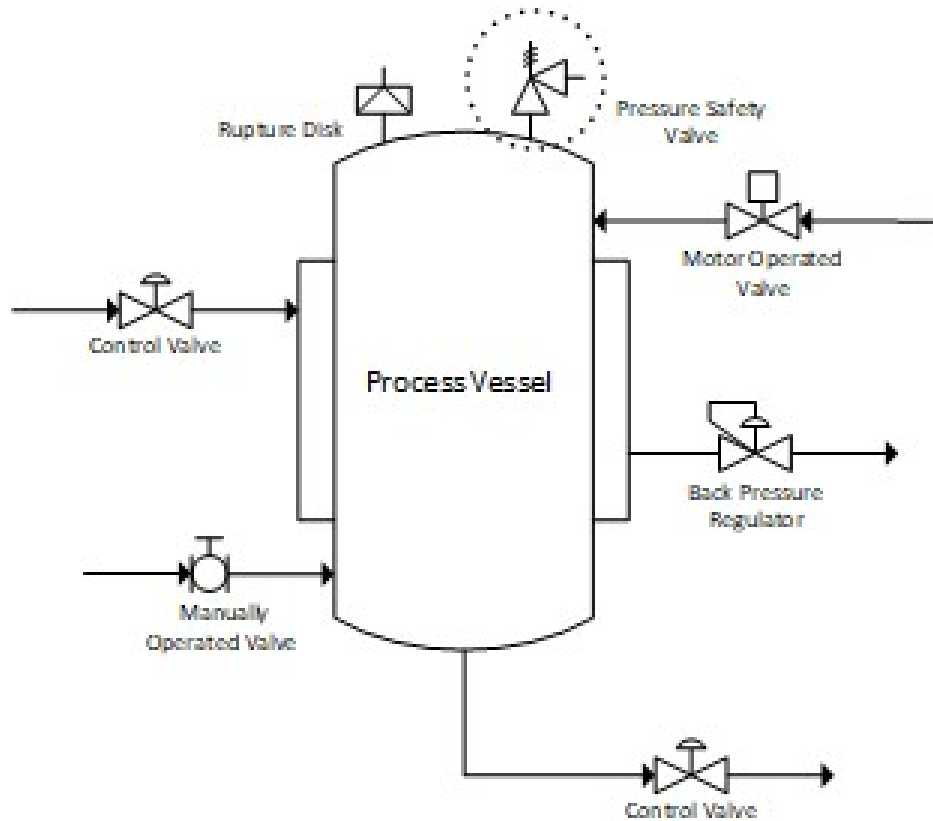 Rupture Disk
Pressure Safety
Valve
Motor Operated
Valve
Control Valve
Process Vessel
Back Pressure
Regulator
Manually
Operated Valve
Control Valve